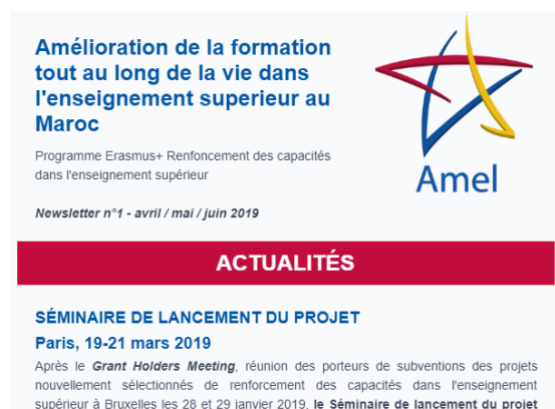 Amélioration de la formation
tout au long de la vie dans
l'enseignement superieur au
Maroc
Programme Erasmus+ Renfoncement des capacités
dans l'enseignement supérieur
Amel
Newsletter n°1 - avril / mai / juin 2019
ACTUALITÉS
SÉMINAIRE DE LANCEMENT DU PROJET
Paris, 19-21 mars 2019
Après le Grant Holders Meeting, réunion des porteurs de subventions des projets
nouvellement sélectionnés de renforcement des capacités dans l'enseignement
supérieur à Bruxelles les 28 et 29 janvier 2019, le Séminaire de lancement du projet